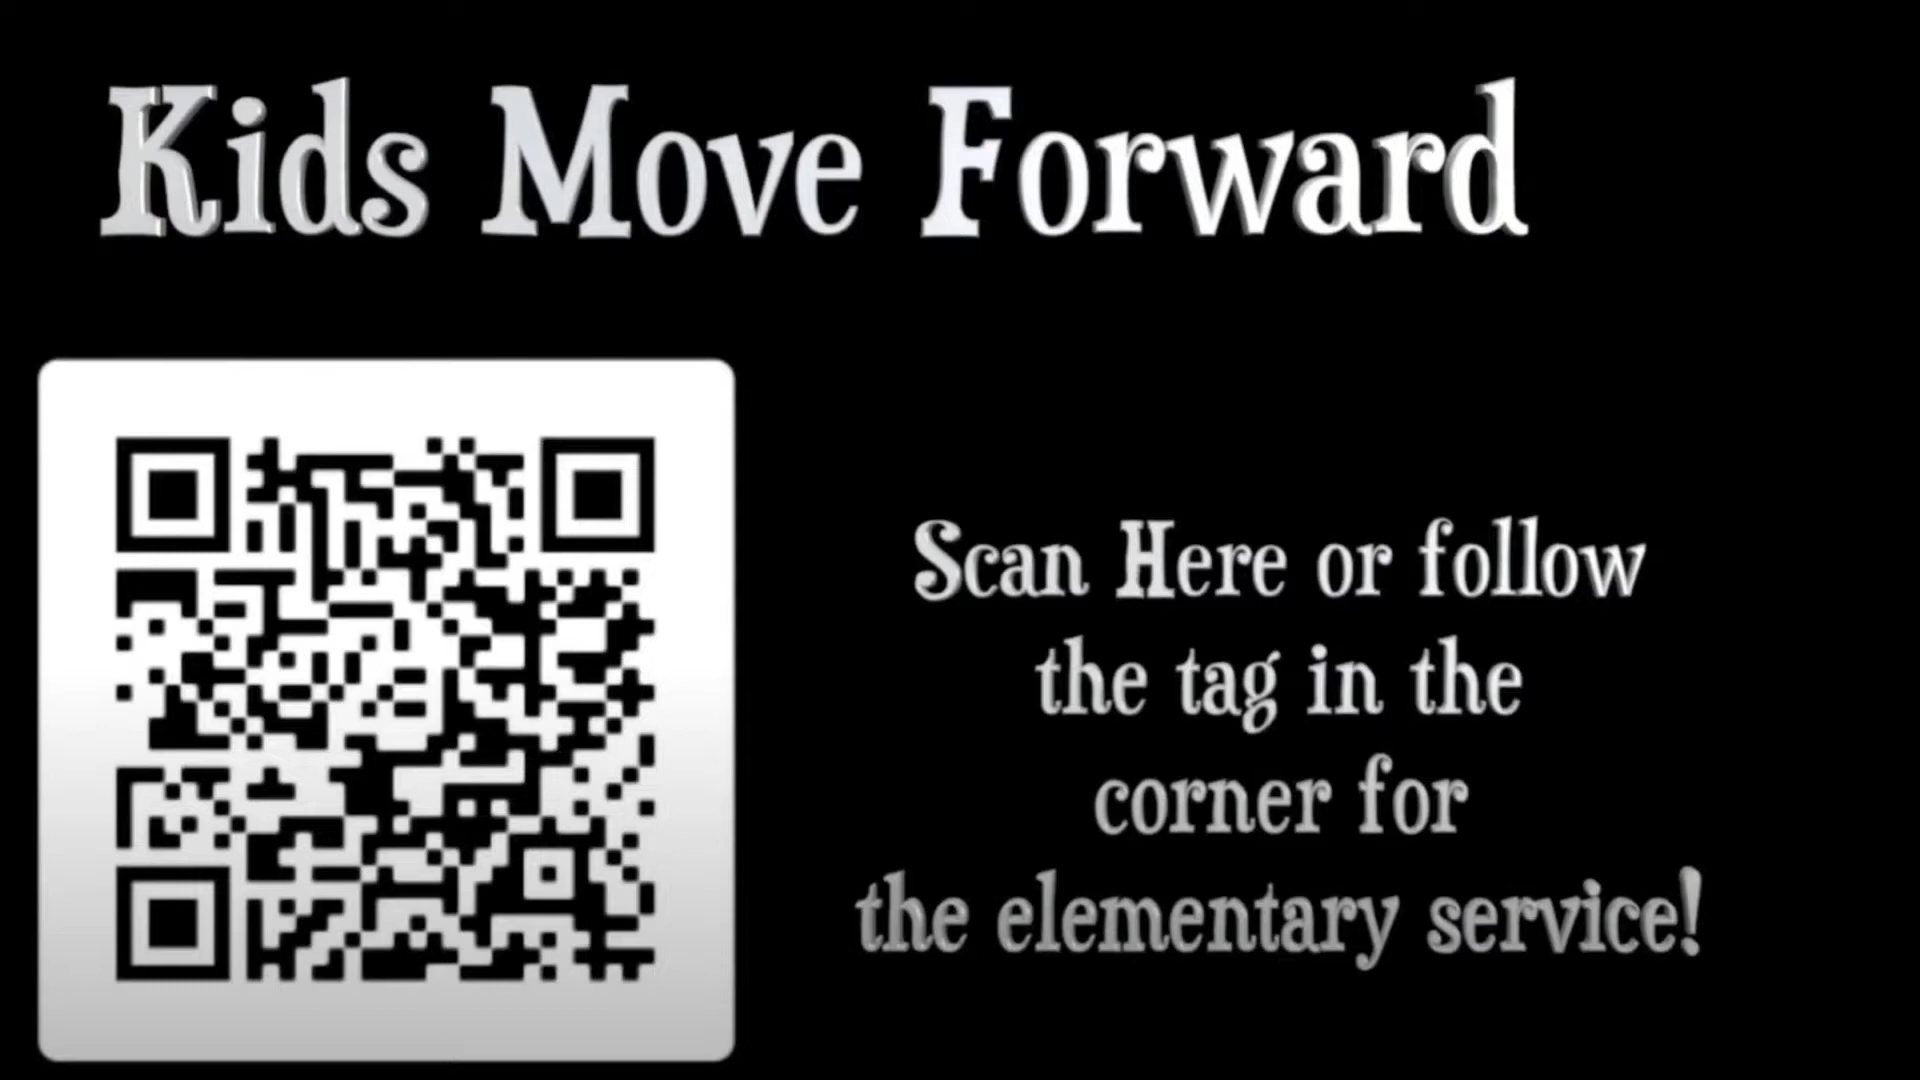 Kids Move Forward
Scan Here or follow
the tag in the
corner for
the elementary service!